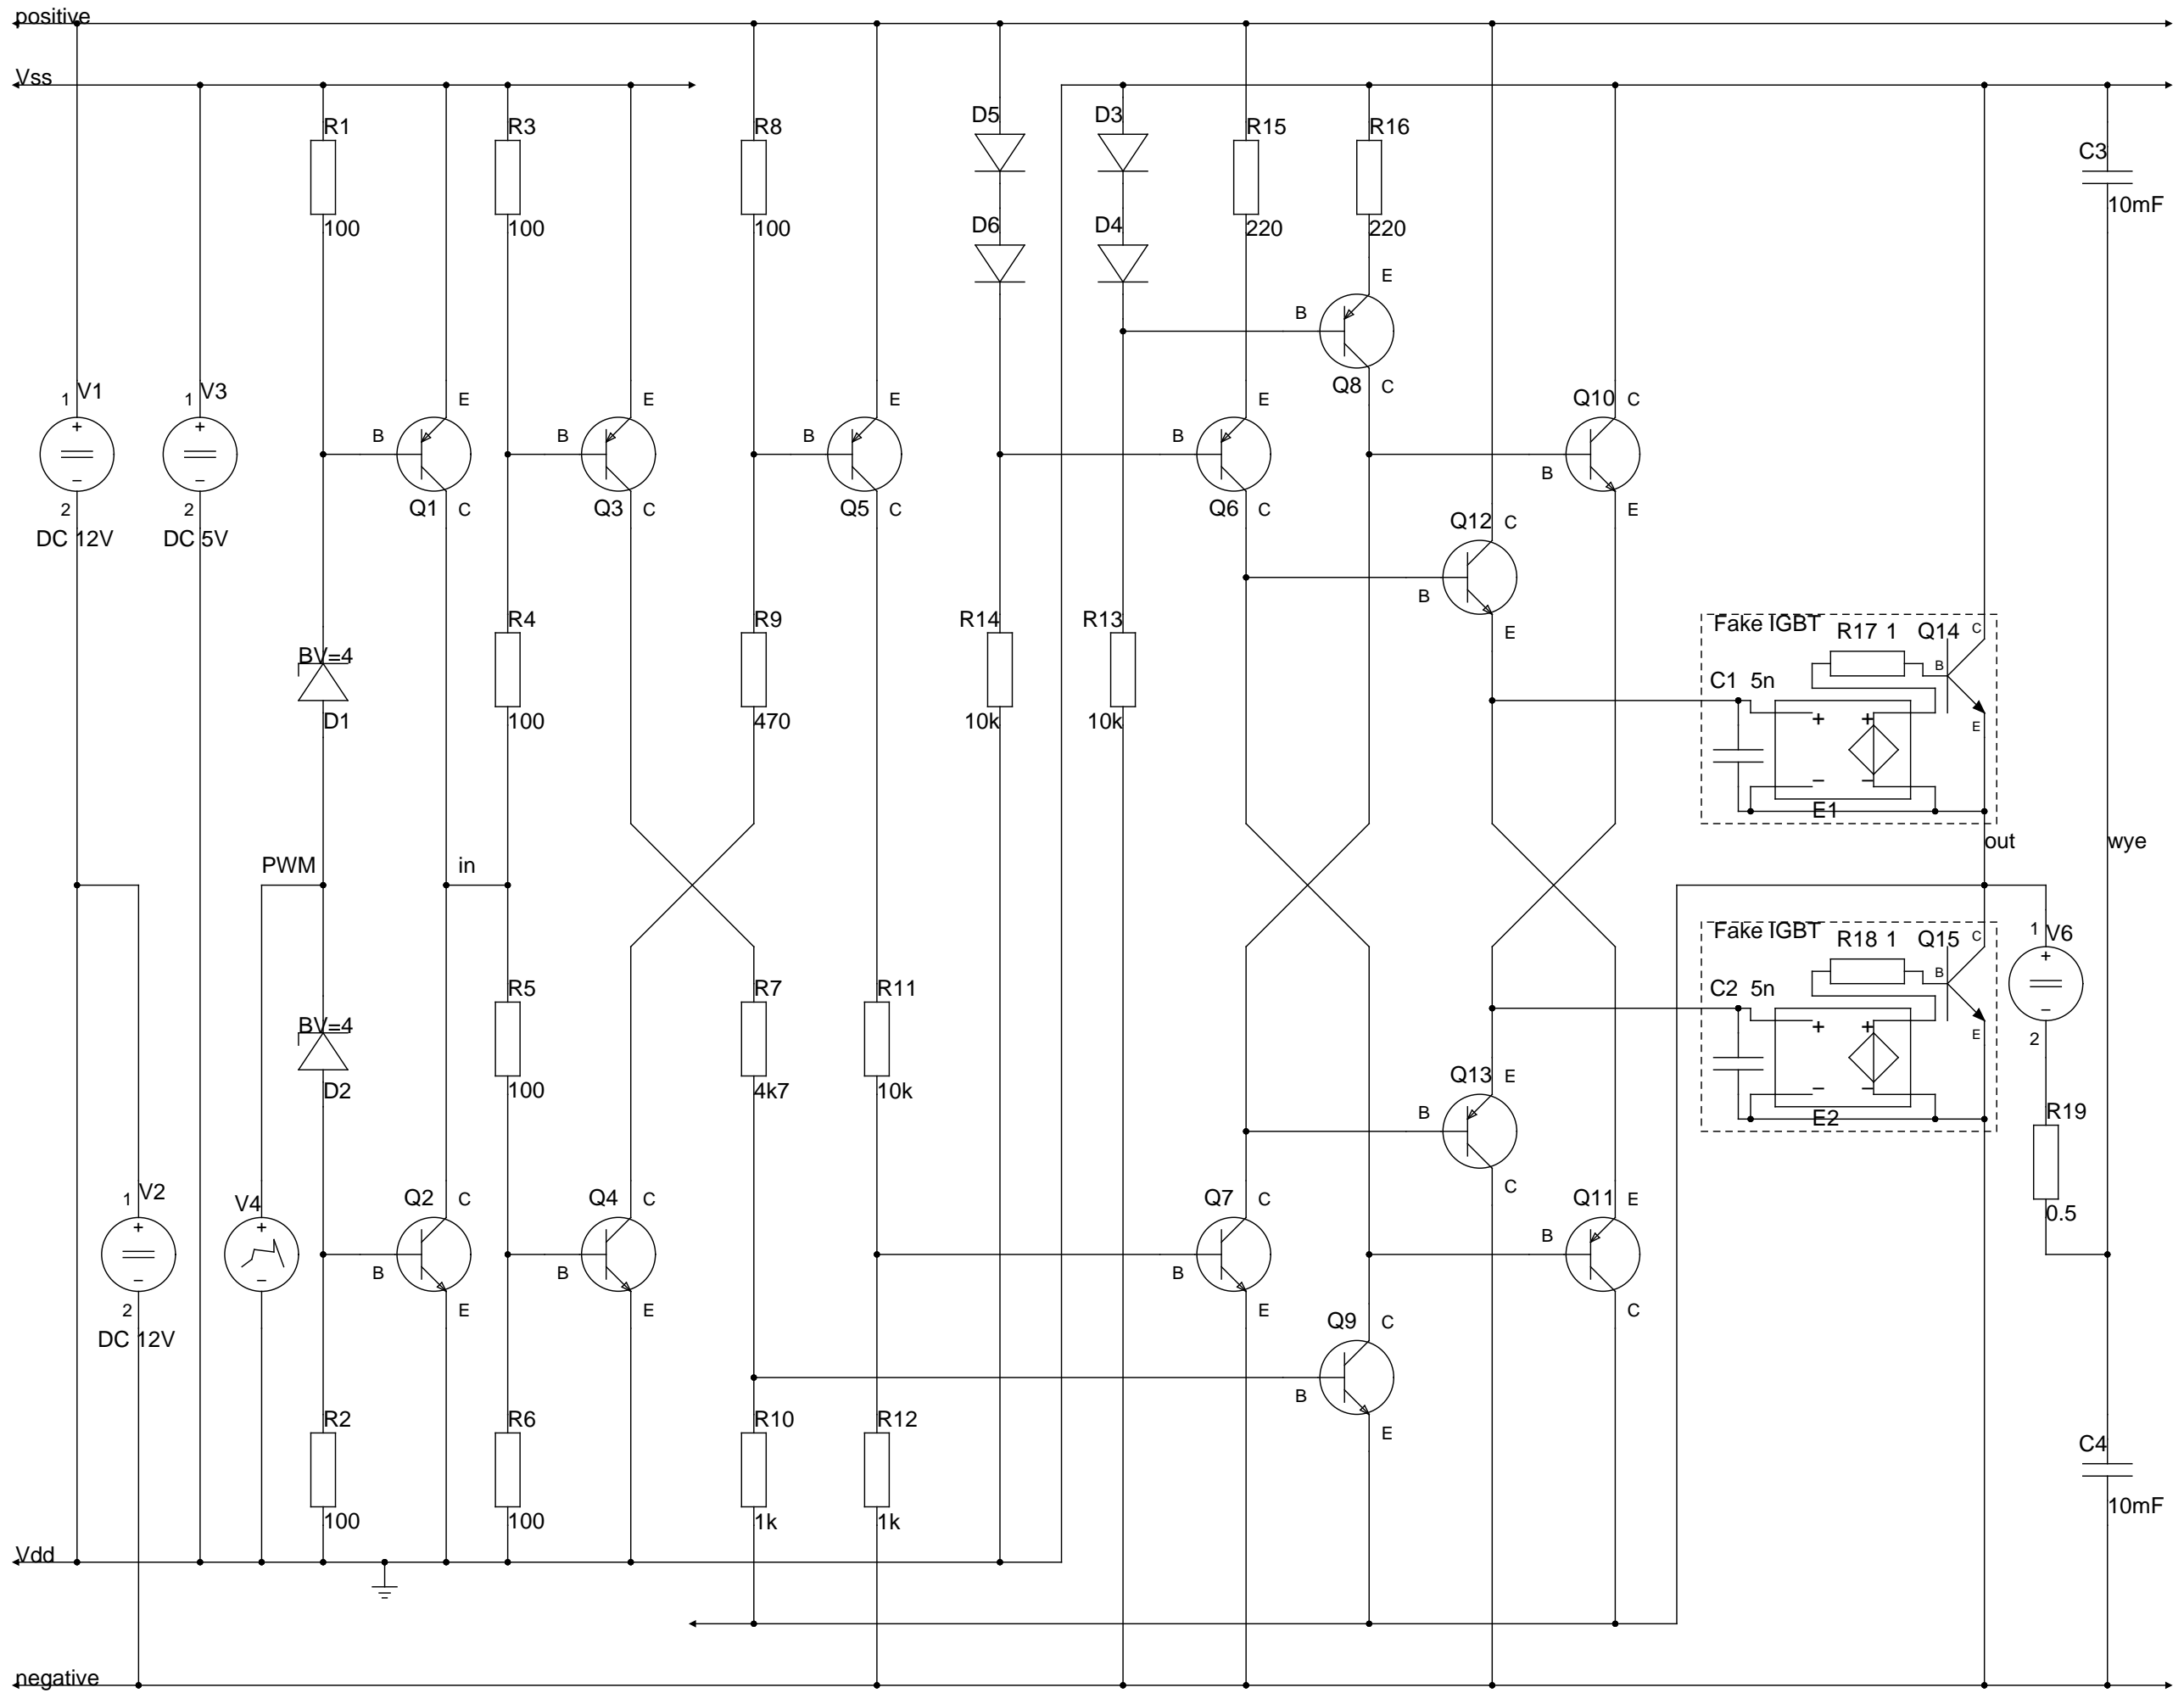 positive
Vss
R1
R3
R8
D5
D3
R15
R16
C3
100
100
100
D6
D4
220
220
10mF
E
B
Q8
C
1 V1
1 V3
E
E
E
E
Q10 C
B
B
B
B
2
2
Q1 C
Q3 C
Q5 C
Q6 C
B
E
DC 12V
DC 5V
Q12 C
B
E
R4
R9
R14
R13
Fake IGBT
R17 1
Q14
C
B
E
BV=4
D1
100
470
10k
10k
C1 5n
+ +
− −
E1
out
wye
PWM
in
Fake IGBT
R18 1
Q15
C
B
E
1 V6
2
R5
R7
R11
C2 5n
+ +
− −
E2
BV=4
D2
100
4k7
10k
Q13 E
B
C
R19
0.5
1 V2
V4
Q2 C
Q4 C
Q7 C
Q11 E
B
B
B
B
2
E
E
E
C
DC 12V
Q9 C
B
E
R2
R6
R10
R12
C4
100
100
1k
1k
10mF
Vdd
negative